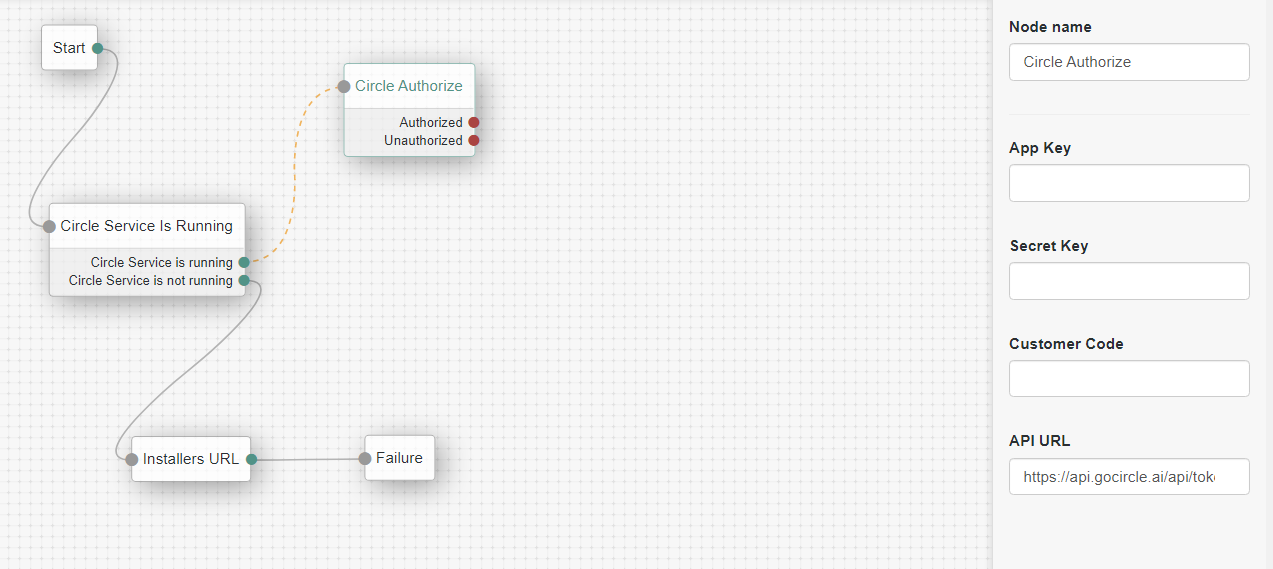 Start
Circle Authorize
Authorized
Unauthorized
Circle Service Is Running
Circle Service is running
Circle Service is not running
Installers URL
Failure
Node name
Circle Authorize
App Key
Secret Key
Customer Code
API URL
https://api.gocircle.ai/api/tok